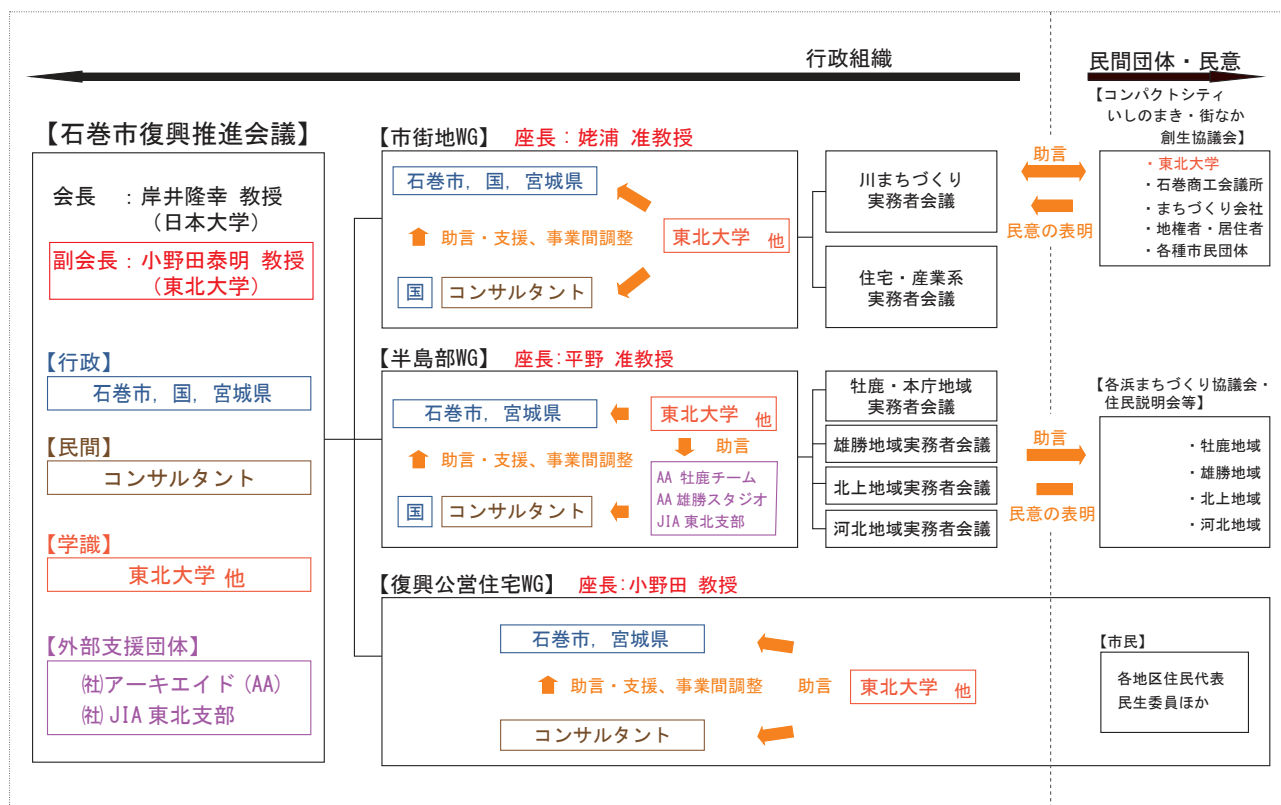 行政組織
民間団体・民意
【石巻市復興推進会議】
会長　：岸井隆幸 教授
（日本大学）
副会長：小野田泰明 教授
（東北大学）
【行政】
石巻市, 国, 宮城県
【民間】
コンサルタント
【学識】
東北大学 他
【外部支援団体】
㈳アーキエイド（AA）
㈳JIA 東北支部
【市街地WG】 座長：姥浦 准教授
石巻市, 国, 宮城県
助言・支援、事業間調整
東北大学 他
国 コンサルタント
川まちづくり
実務者会議
住宅・産業系
実務者会議
助言
民意の表明
【コンパクトシティ
いしのまき・街なか
創生協議会】
・東北大学
・石巻商工会議所
・まちづくり会社
・地権者・居住者
・各種市民団体
【半島部WG】 座長：平野 准教授
石巻市, 宮城県
東北大学 他
助言
助言・支援、事業間調整
AA 牡鹿チーム
AA 雄勝スタジオ
JIA 東北支部
国 コンサルタント
牡鹿・本庁地域
実務者会議
雄勝地域実務者会議
北上地域実務者会議
河北地域実務者会議
助言
民意の表明
【各浜まちづくり協議会・
住民説明会等】
・牡鹿地域
・雄勝地域
・北上地域
・河北地域
【復興公営住宅WG】 座長：小野田 教授
石巻市, 宮城県
助言・支援、事業間調整
助言
東北大学 他
コンサルタント
【市民】
各地区住民代表
民生委員ほか